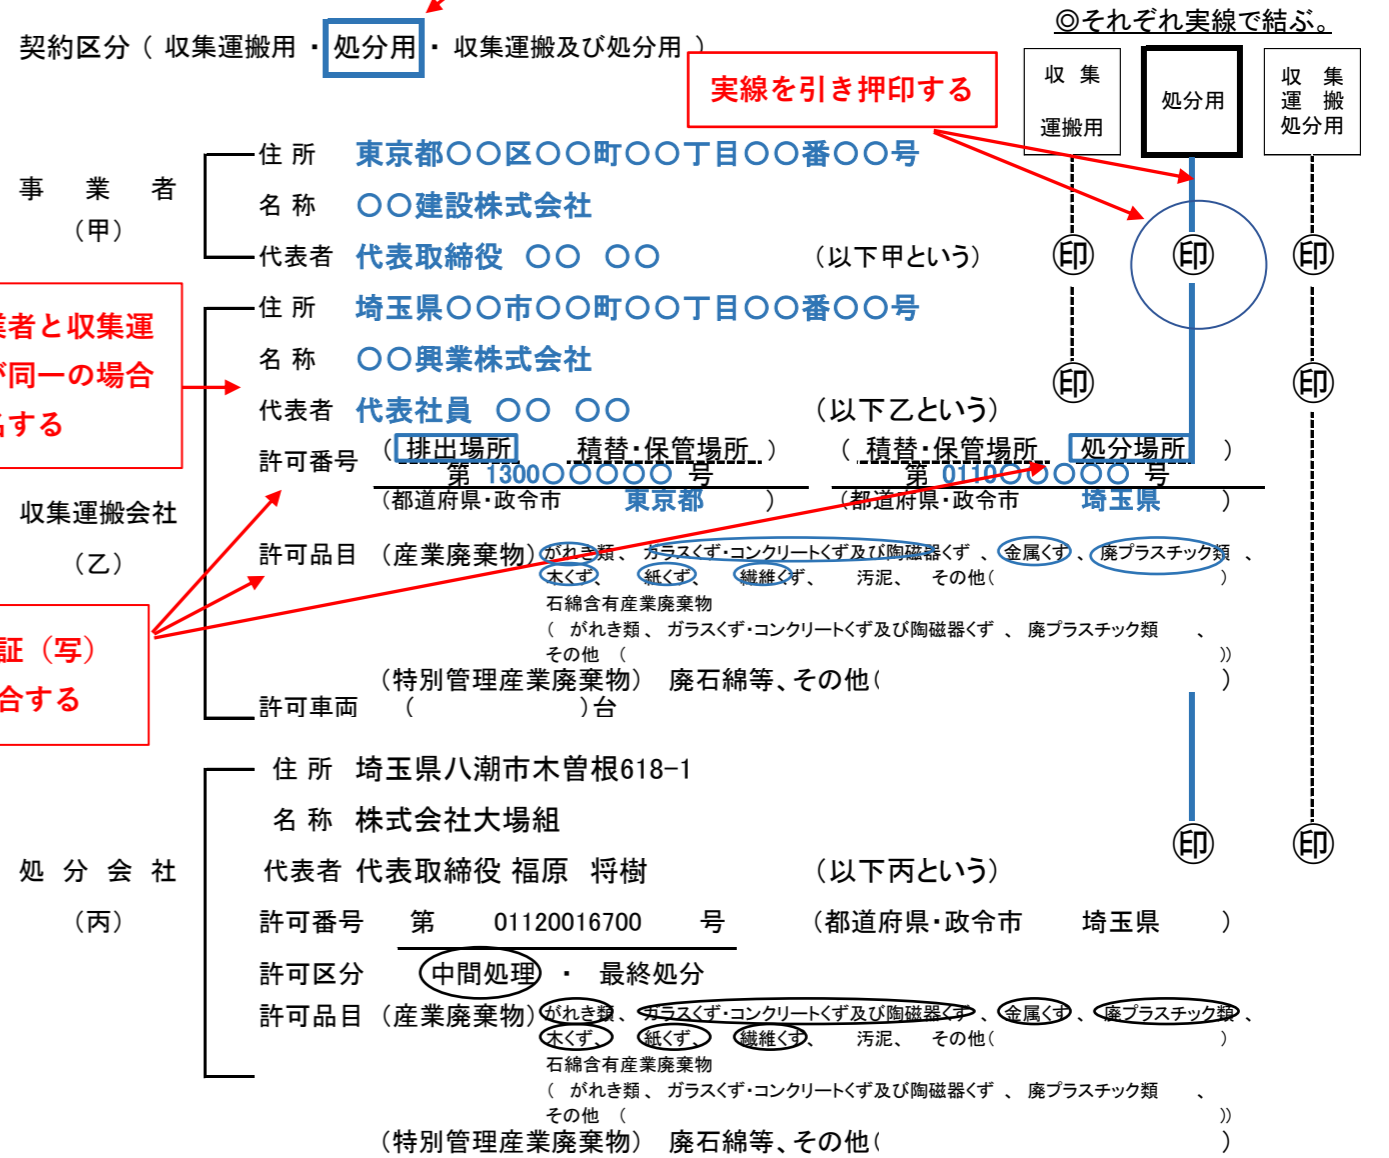 ◎それぞれ実線で結ぶ。
契約区分（ 収集運搬用 ・ 処分用 ・ 収集運搬及び処分用 ）
実線を引き押印する
収 集
運搬用
処分用
収 集
運 搬
処分用
事 業 者
（甲）
住 所 東京都〇〇区〇〇町〇〇丁目〇〇番〇〇号
名 称 〇〇建設株式会社
代表者 代表取締役 〇〇 〇〇 （以下甲という） 印 印 印
業者と収集運
が同一の場合
名する
収集運搬会社
（乙）
住 所 埼玉県〇〇市〇〇町〇〇丁目〇〇番〇〇号
名 称 〇〇興業株式会社 印 印
代表者 代表社員 〇〇 〇〇 （以下乙という）
許可番号 （ 排出場所 積替・保管場所 ） （ 積替・保管場所 処分場所 ）
第 1300〇〇〇〇〇 号 第 0110〇〇〇〇〇 号
（都道府県・政令市 東京都 ） （都道府県・政令市 埼玉県 ）
許可品目 （産業廃棄物） がれき類 、 ガラスくず・コンクリートくず及び陶磁器くず 、 金属くず 、 廃プラスチック類 、
木くず、 紙くず、 繊維くず、 汚泥、 その他（ ）
石綿含有産業廃棄物
（ がれき類 、 ガラスくず・コンクリートくず及び陶磁器くず 、 廃プラスチック類 、
その他 （ ））
（特別管理産業廃棄物） 廃石綿等、その他（ ）
許可車両 （ ）台
証（写）
合する
処 分 会 社
（丙）
住 所 埼玉県八潮市木曽根618-1
名 称 株式会社大場組 印 印
代表者 代表取締役 福原 将樹 （以下丙という）
許可番号 第 01120016700 号 （都道府県・政令市 埼玉県 ）
許可区分 中間処理 ・ 最終処分
許可品目 （産業廃棄物） がれき類 、 ガラスくず・コンクリートくず及び陶磁器くず 、 金属くず 、 廃プラスチック類 、
木くず、 紙くず、 繊維くず、 汚泥、 その他（ ）
石綿含有産業廃棄物
（ がれき類 、 ガラスくず・コンクリートくず及び陶磁器くず 、 廃プラスチック類 、
その他 （ ））
（特別管理産業廃棄物） 廃石綿等、その他（ ）